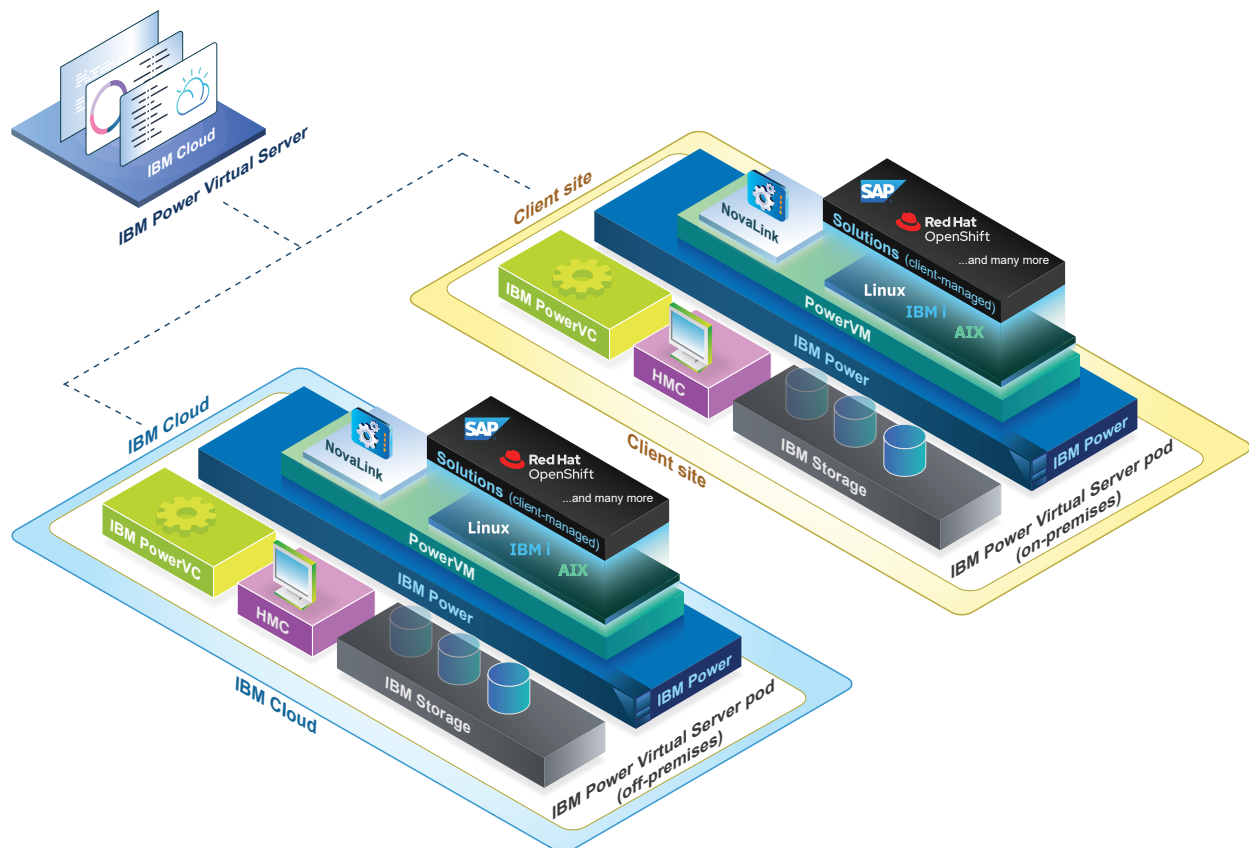 IBM Cloud
IBM Power Virtual Server
Client site
SAP
Red Hat
OpenShift
...and many more
Solutions (client-managed)
NovaLink
Linux
IBM i
AIX
PowerVM
IBM Power
IBM Power
IBM PowerVC
HMC
IBM Storage
Client site
IBM Power Virtual Server pod
(on-premises)
IBM Cloud
SAP
Red Hat
OpenShift
...and many more
Solutions (client-managed)
NovaLink
Linux
IBM i
AIX
PowerVM
IBM Power
IBM Power
IBM PowerVC
HMC
IBM Storage
IBM Cloud
IBM Power Virtual Server pod
(off-premises)